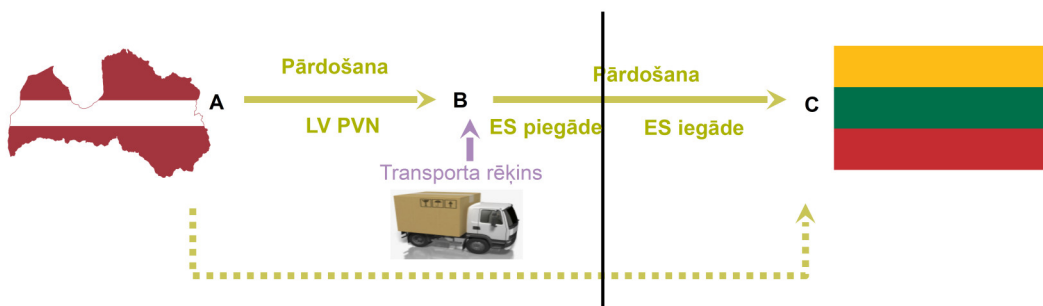 Pārdošana
Pārdošana
A
B
C
LV PVN
ES piegāde
ES iegāde
Transporta rēķins